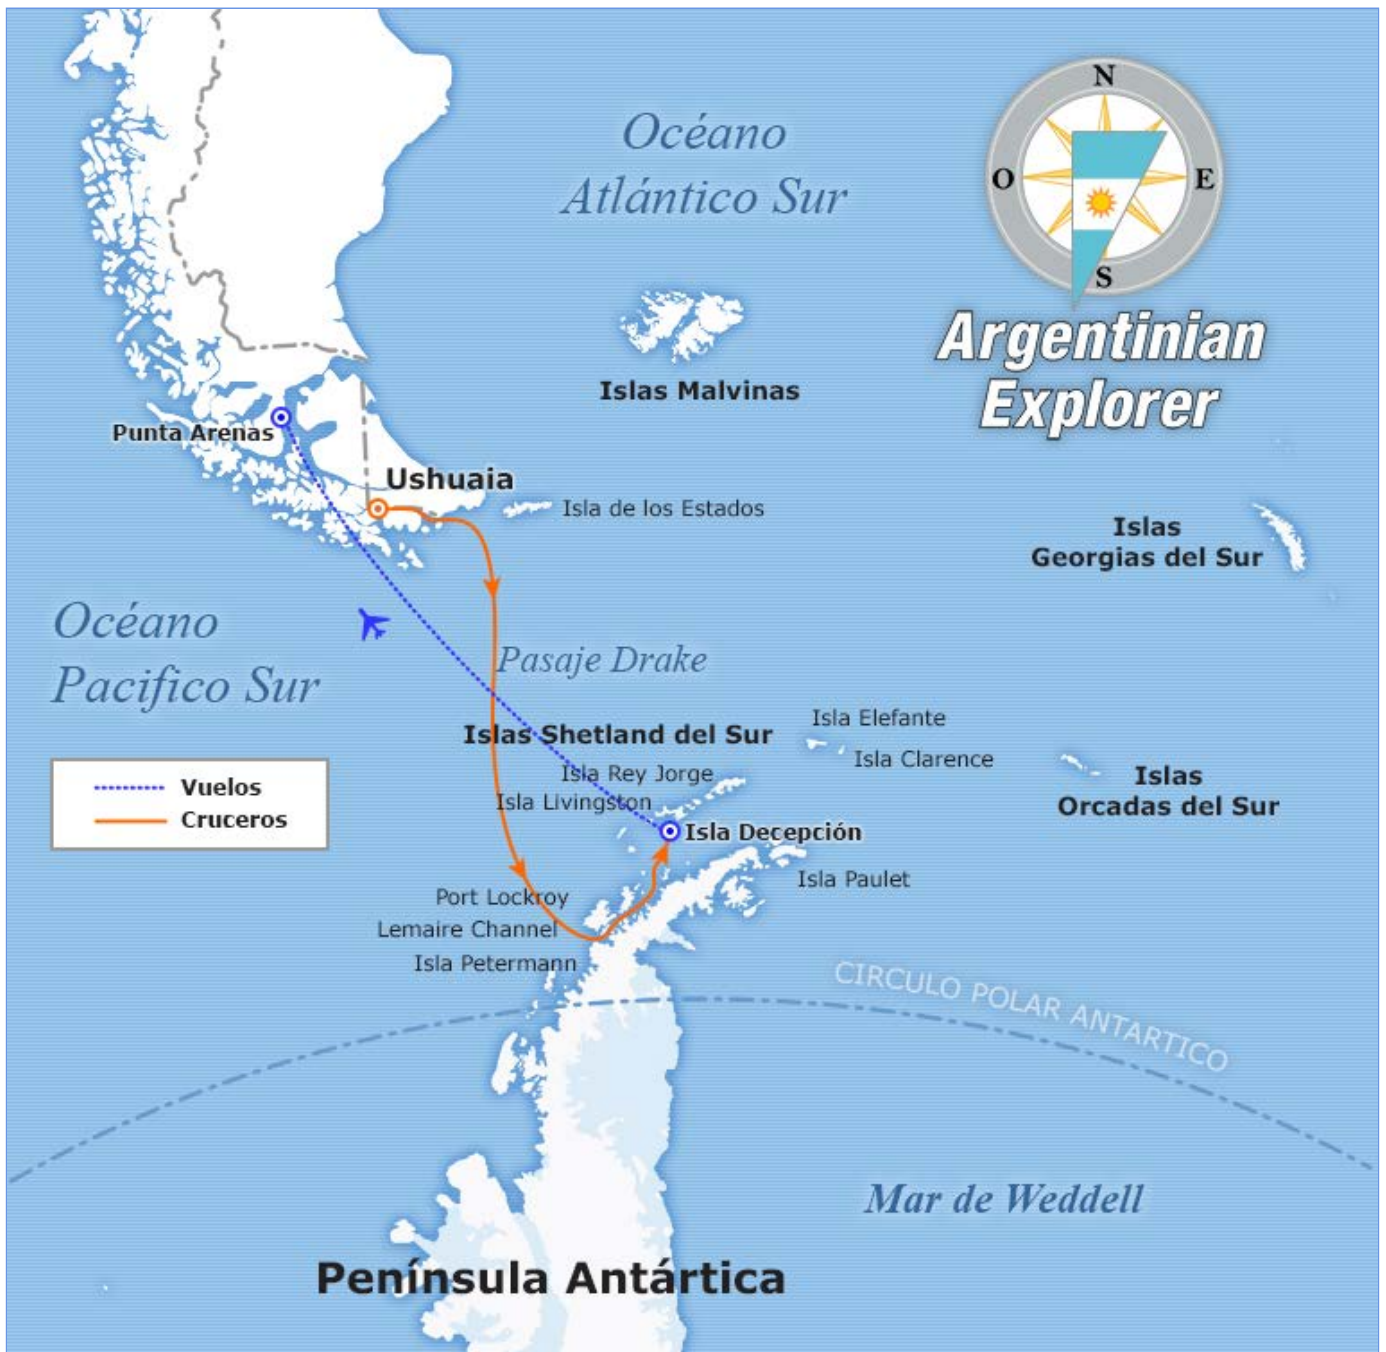 N
O
E
S
Argentinian
Explorer
Océano
Atlántico Sur
Islas Malvinas
Punta Arenas
Ushuaia
Isla de los Estados
Islas
Georgias del Sur
Océano
Pacifico Sur
Pasaje Drake
Islas Shetland del Sur
Isla Elefante
Isla Clarence
Isla Rey Jorge
Isla Livingston
Islas
Orcadas del Sur
Vuelos
Cruceros
Isla Decepción
Isla Paulet
Port Lockroy
Lemaire Channel
Isla Petermann
CIRCULO POLAR ANTARTICO
Mar de Weddell
Península Antártica